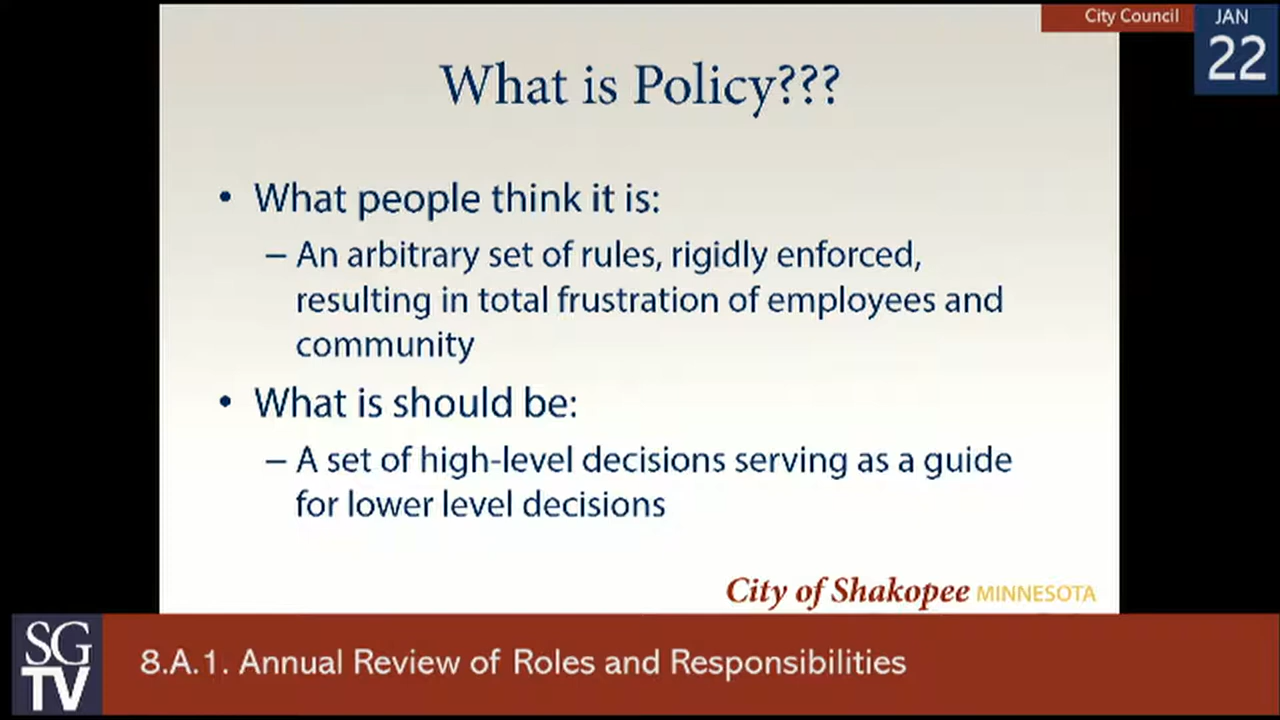 City Council
JAN
22
What is Policy???
• What people think it is:
– An arbitrary set of rules, rigidly enforced,
resulting in total frustration of employees and
community
• What is should be:
– A set of high-level decisions serving as a guide
for lower level decisions
City of Shakopee MINNESOTA
SG
TV
8.A.1. Annual Review of Roles and Responsibilities